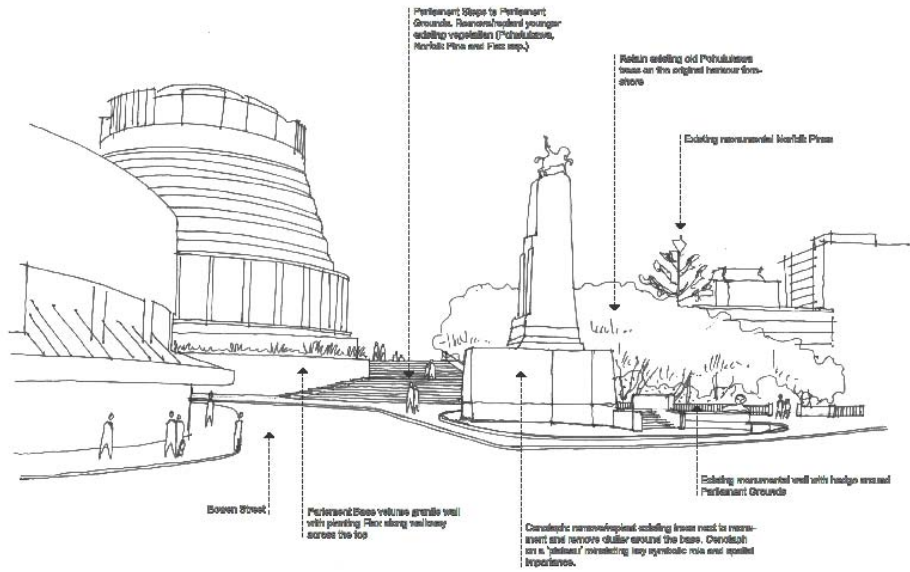 Parliament Steps to Parliament
Grounds. Remove/replant younger
existing vegetation (Pohutukawa,
Norfolk Pine and Flax ssp.)
Retain existing old Pohutukawa
trees on the original harbour fore-
shore
Existing monumental Norfolk Pines
Existing monumental wall with hedge around
Parliament Grounds
Bowen Street
Parlement Base volume granite wall
with planting Flax along walkway
across the top
Cenotaph: remove/replant existing trees next to monu-
ment and remove clutter around the base. Cenotaph
on a 'plateau' reinstating key symbolic role and spatial
importance.